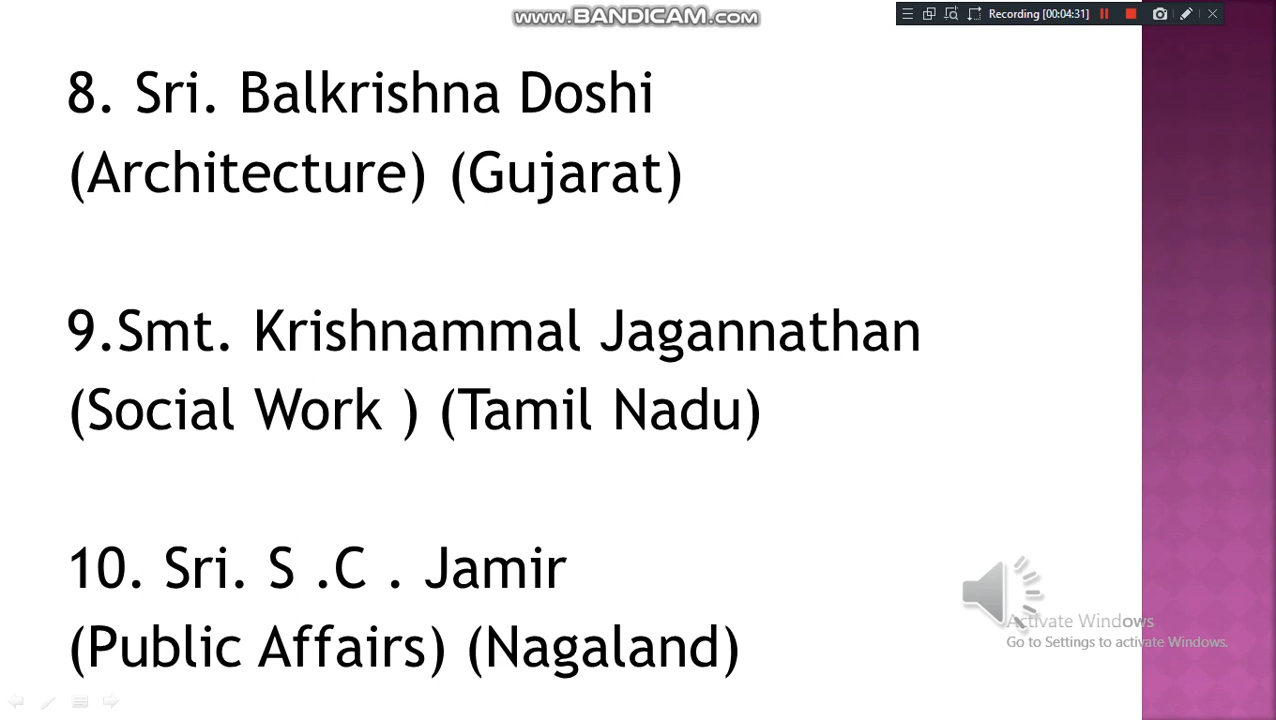 www.BANDICAM.com
Recording [00:04:31]
8. Sri. Balkrishna Doshi
(Architecture) (Gujarat)
9.Smt. Krishnammal Jagannathan
(Social Work ) (Tamil Nadu)
10. Sri. S .C . Jamir
(Public Affairs) (Nagaland)
Activate Windows
Go to Settings to activate Windows.